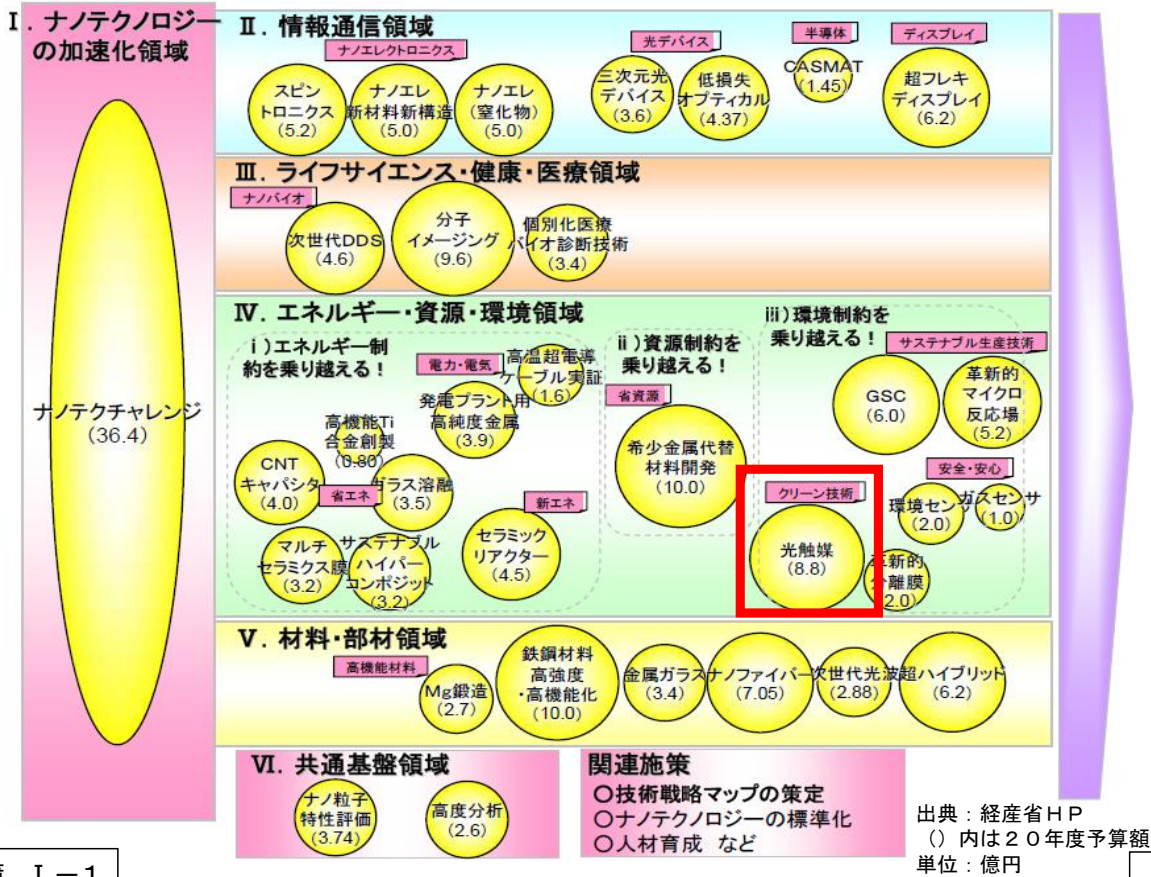 Ⅰ．ナノテクノロジー
の加速化領域
ナノテクチャレンジ
(36.4)
Ⅱ．情報通信領域
ナノエレクトロニクス
スピン
トロニクス
(5.2)
ナノエレ
新材料新構造
(5.0)
ナノエレ
(窒化物)
(5.0)
光デバイス
三次元光
デバイス
(3.6)
低損失
オプティカル
(4.37)
半導体
CASMAT
(1.45)
ディスプレイ
超フレキ
ディスプレイ
(6.2)
Ⅲ．ライフサイエンス・健康・医療領域
ナノバイオ
次世代DDS
(4.6)
分子
イメージング
(9.6)
個別化医療
バイオ診断技術
(3.4)
Ⅳ．エネルギー・資源・環境領域
ⅰ)エネルギー制
約を乗り越える！
電力・電気
高温超電導
ケーブル実証
(1.6)
発電プラント用
高純度金属
(3.9)
高機能Ti
合金創製
(0.80)
CNT
キャパシタ
(4.0)
省エネ
ガラス溶融
(3.5)
マルチ
セラミクス膜
(3.2)
サステナブル
ハイパー
コンポジット
(3.2)
新エネ
セラミック
リアクター
(4.5)
ⅱ)資源制約を
乗り越える！
省資源
希少金属代替
材料開発
(10.0)
ⅲ)環境制約を
乗り越える！
サステナブル生産技術
GSC
(6.0)
革新的
マイクロ
反応場
(5.2)
クリーン技術
光触媒
(8.8)
安全・安心
環境センサ
(2.0)
ガスセンサ
(1.0)
革新的
分離膜
(2.0)
Ⅴ．材料・部材領域
高機能材料
Mg鍛造
(2.7)
鉄鋼材料
高強度
・高機能化
(10.0)
金属ガラス
(3.4)
ナノファイバー
(7.05)
次世代光波
(2.88)
超ハイブリッド
(6.2)
Ⅵ．共通基盤領域
ナノ粒子
特性評価
(3.74)
高度分析
(2.6)
関連施策
○技術戦略マップの策定
○ナノテクノロジーの標準化
○人材育成 など
出典：経産省ＨＰ
（）内は２０年度予算額
単位：億円
Ⅰ－１